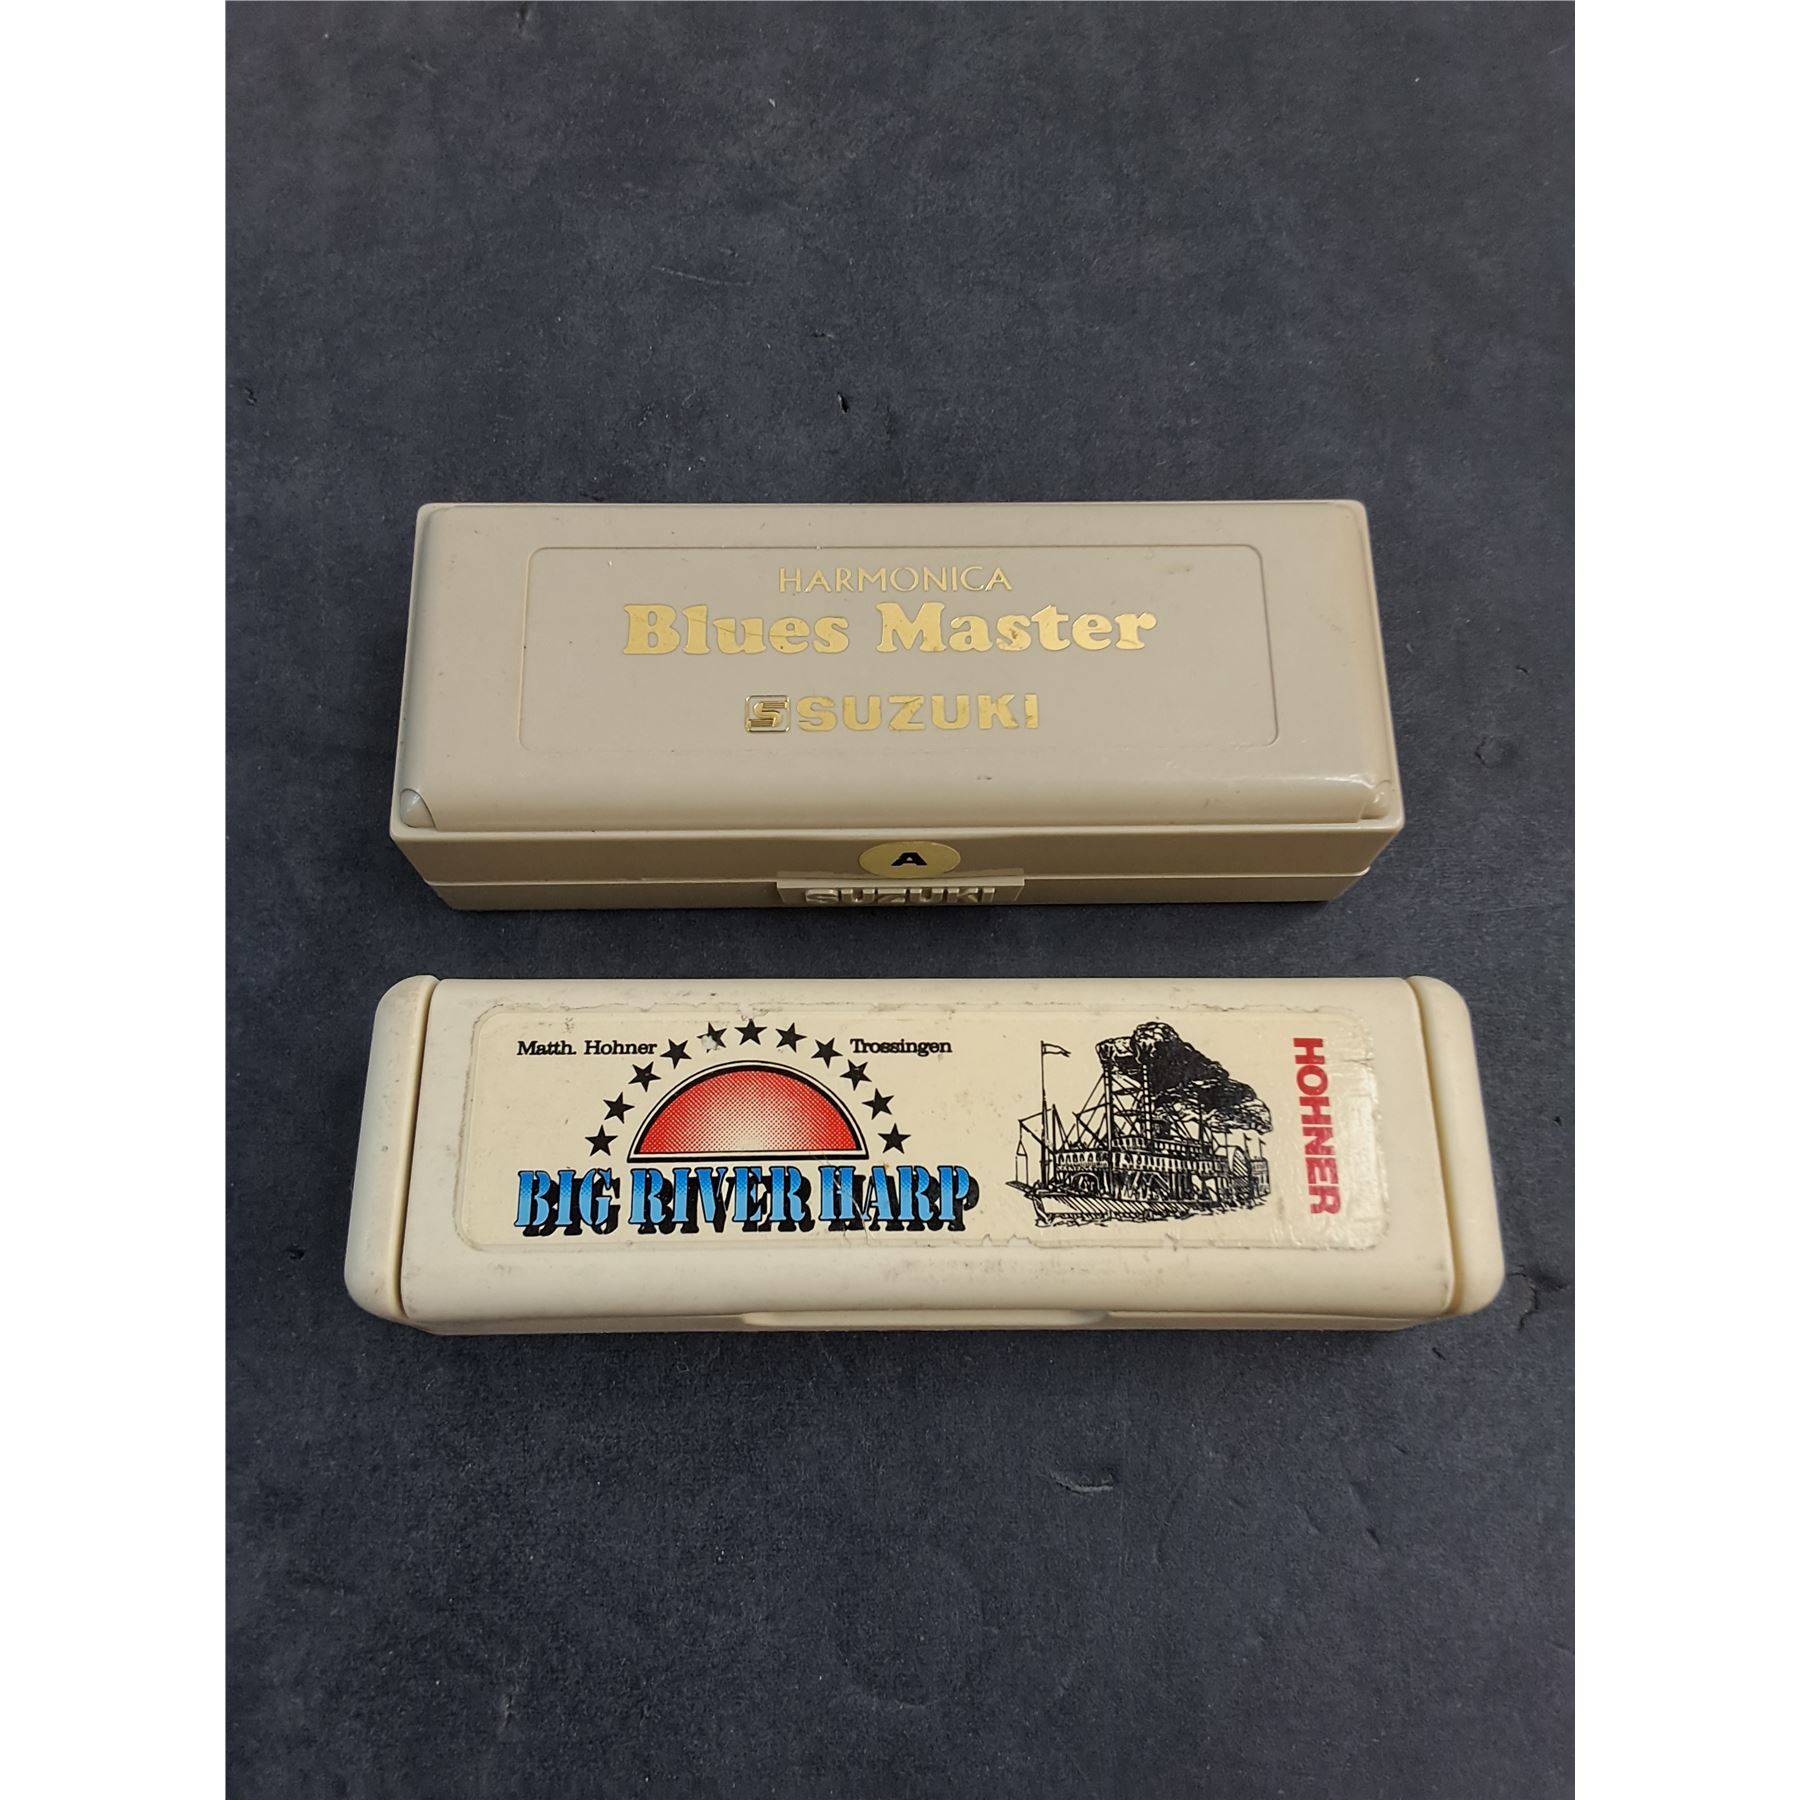 HARMONICA
Blues Master
S SUZUKI
A
SUZUKI
Matth. Hohner Trossingen
BIG RIVER HARP
HOHNER